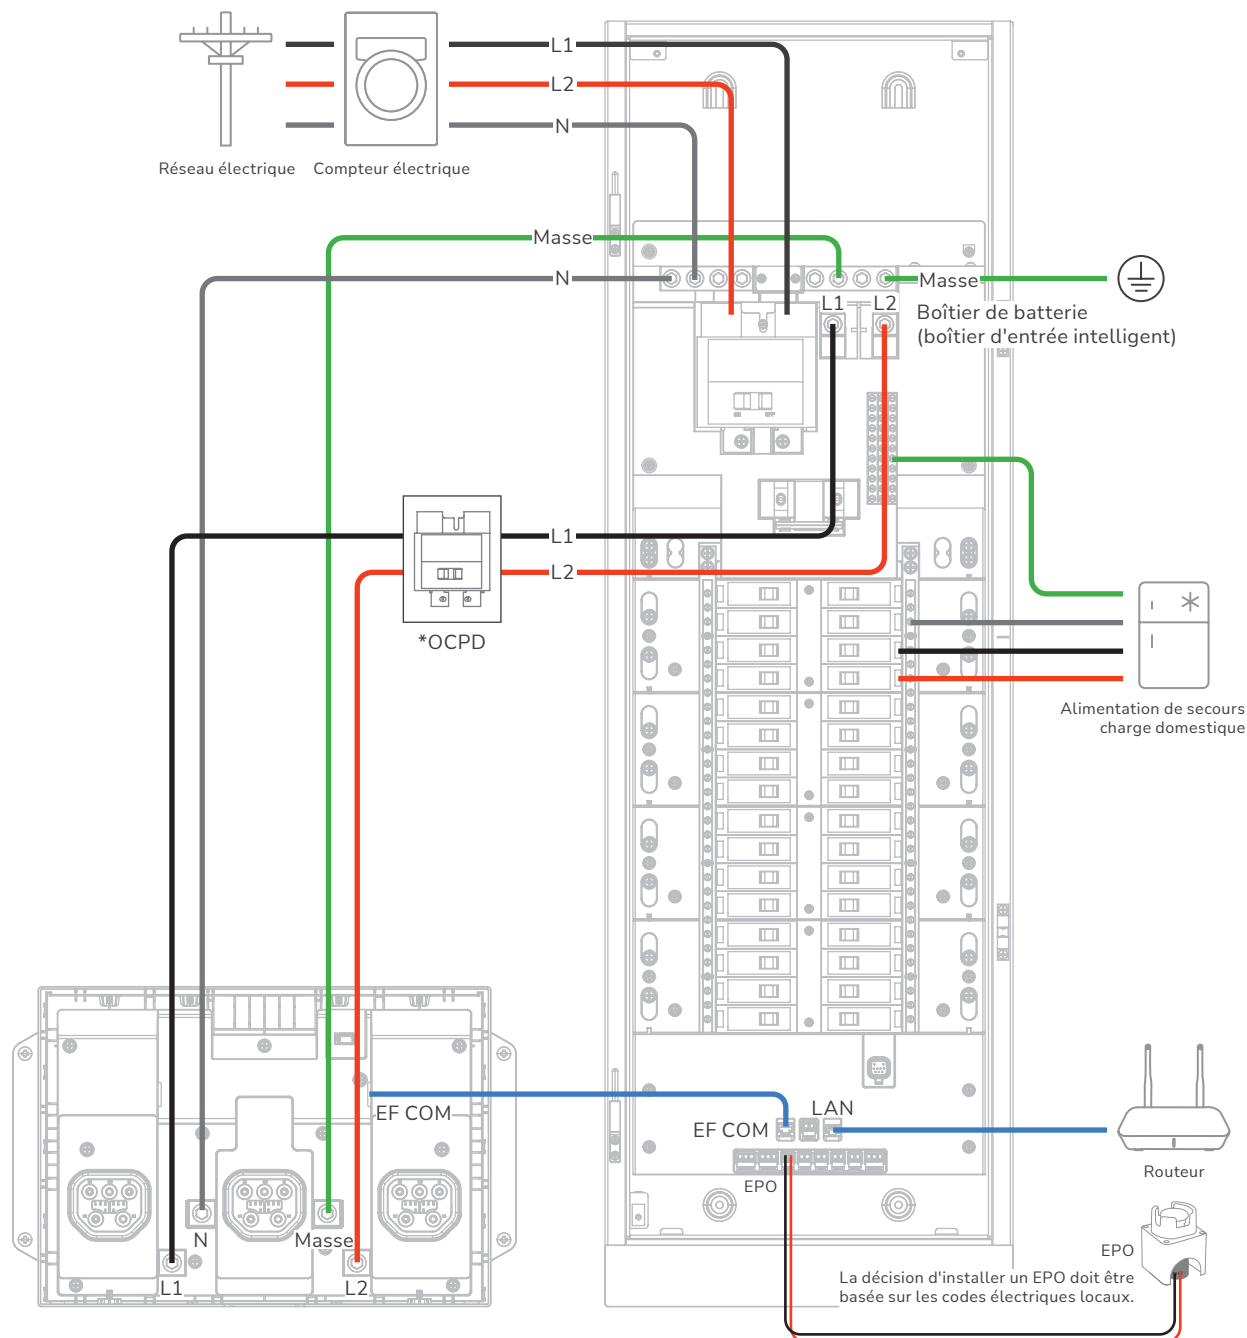 L1
L2
N
Réseau électrique
Compteur électrique
Masse
N
Masse
L1
L2
Boîtier de batterie
(boîtier d'entrée intelligent)
L1
L2
*OCPD
Alimentation de secours
charge domestique
EF COM
LAN
EF COM
EPO
Routeur
N
Masse
L1
L2
EPO
La décision d'installer un EPO doit être
basée sur les codes électriques locaux.